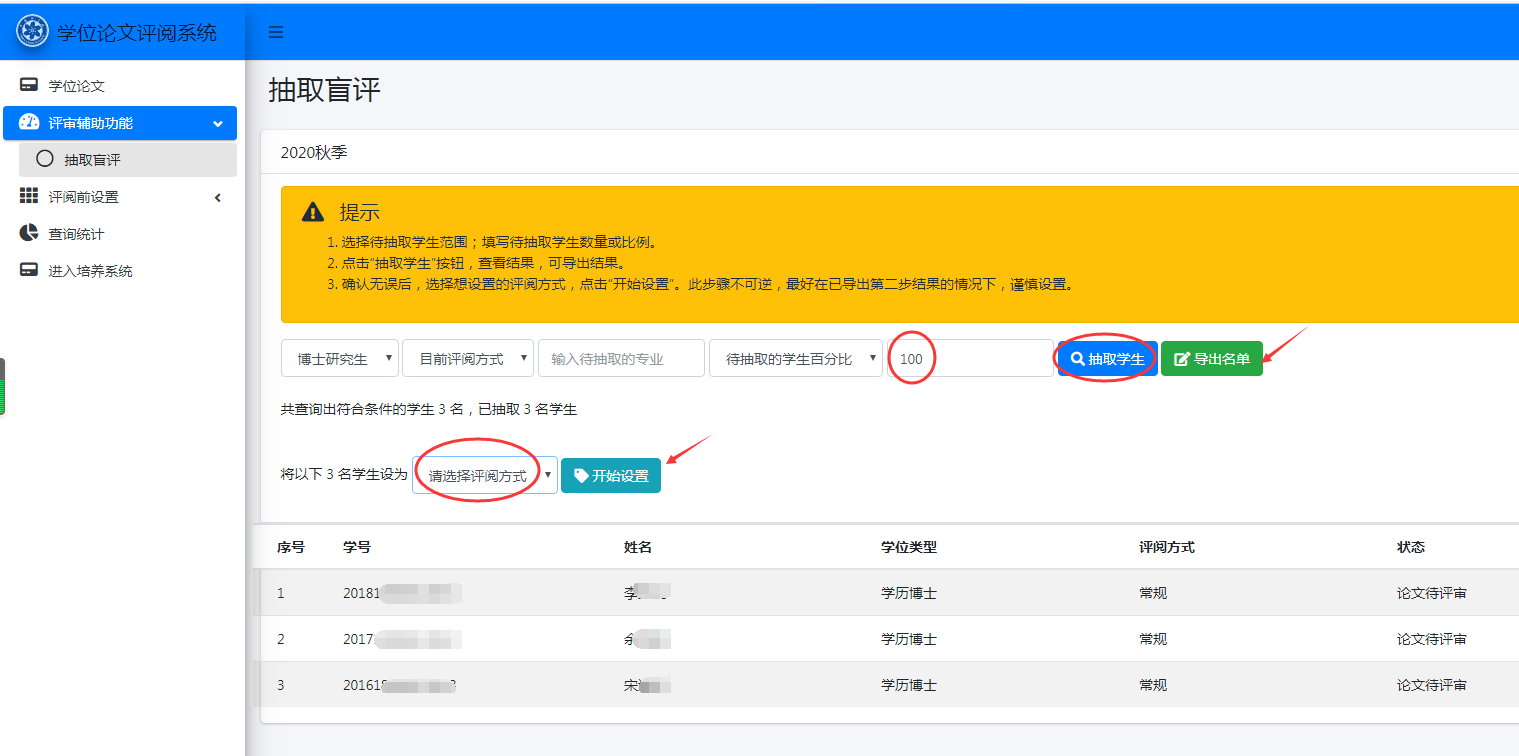 学位论文评阅系统
学位论文
评审辅助功能
抽取盲评
评阅前设置
查询统计
进入培养系统
抽取盲评
2020秋季
提示
1. 选择待抽取学生范围；填写待抽取学生数量或比例。
2. 点击“抽取学生”按钮，查看结果，可导出结果。
3. 确认无误后，选择想设置的评阅方式，点击“开始设置”。此步骤不可逆，最好在已导出第二步结果的情况下，谨慎设置。
博士研究生 目前评阅方式 输入待抽取的专业 待抽取的学生百分比 100 抽取学生 导出名单
共查询出符合条件的学生 3 名，已抽取 3 名学生
将以下 3 名学生设为 请选择评阅方式 开始设置
序号 学号 姓名 学位类型 评阅方式 状态
1 20181 李 学历博士 常规 论文待评审
2 2017 余 学历博士 常规 论文待评审
3 20161 宋 学历博士 常规 论文待评审